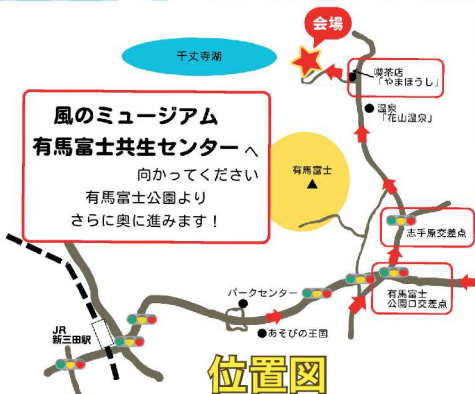 会場
千丈寺湖
喫茶店
「やまぼうし」
温泉
「花山温泉」
風のミュージアム
有馬富士共生センターへ
向かってください
有馬富士公園より
さらに奥に進みます！
有馬富士
志手原交差点
パークセンター
有馬富士
公園口交差点
あそびの王国
JR
新三田駅
位置図